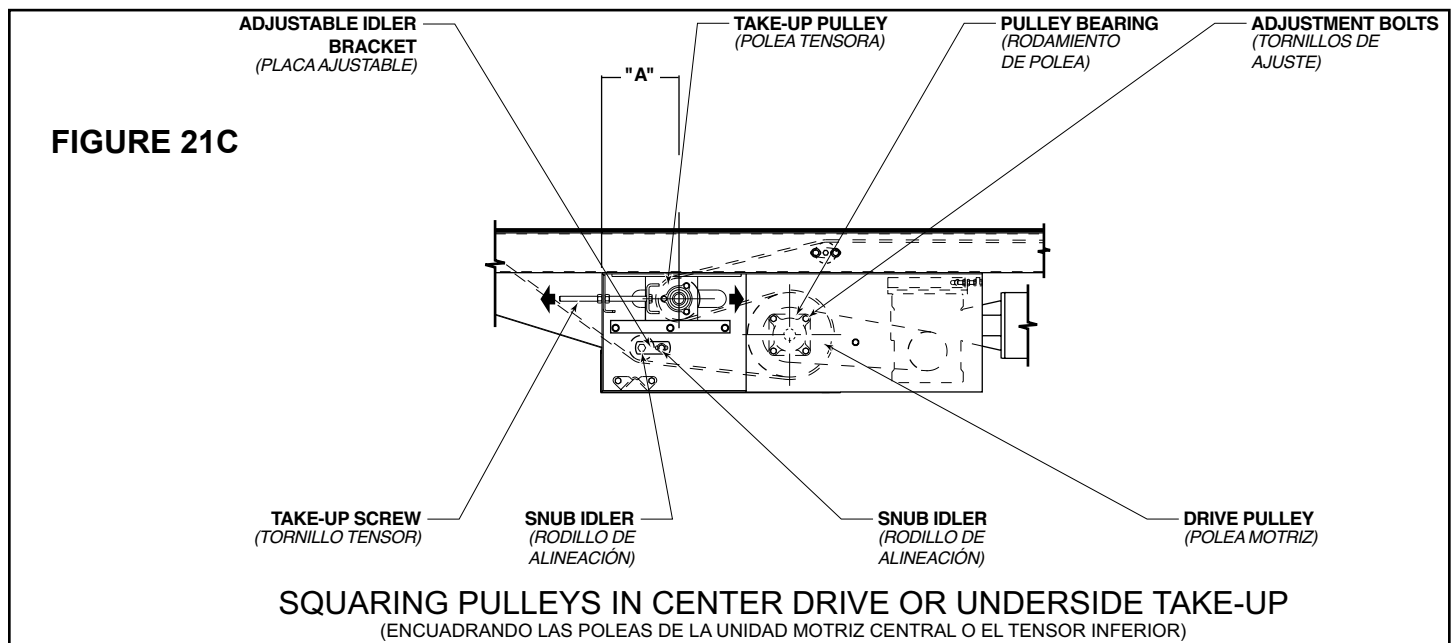 ADJUSTABLE IDLER
BRACKET
(PLACA AJUSTABLE)
TAKE-UP PULLEY
(POLEA TENSORA)
PULLEY BEARING
(RODAMIENTO
DE POLEA)
ADJUSTMENT BOLTS
(TORNILLOS DE
AJUSTE)
"A"
FIGURE 21C
TAKE-UP SCREW
(TORNILLO TENSOR)
SNUB IDLER
(RODILLO DE
ALINEACIÓN)
SNUB IDLER
(RODILLO DE
ALINEACIÓN)
DRIVE PULLEY
(POLEA MOTRIZ)
SQUARING PULLEYS IN CENTER DRIVE OR UNDERSIDE TAKE-UP
(ENCUADRANDO LAS POLEAS DE LA UNIDAD MOTRIZ CENTRAL O EL TENSOR INFERIOR)